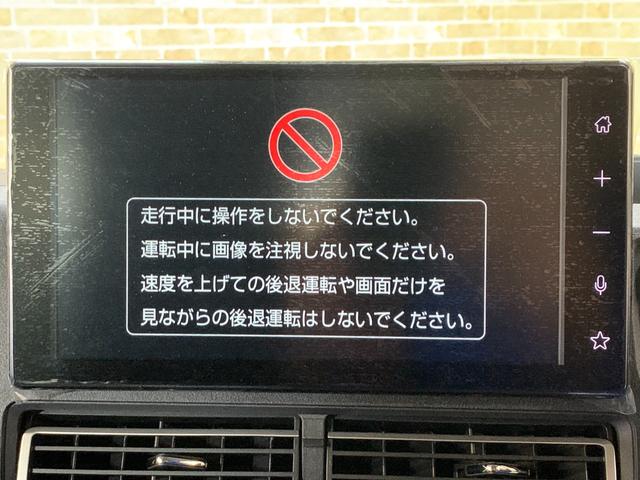 走行中に操作をしないでください。
運転中に画像を注視しないでください。
速度を上げての後退運転や画面だけを
見ながらの後退運転はしないでください。